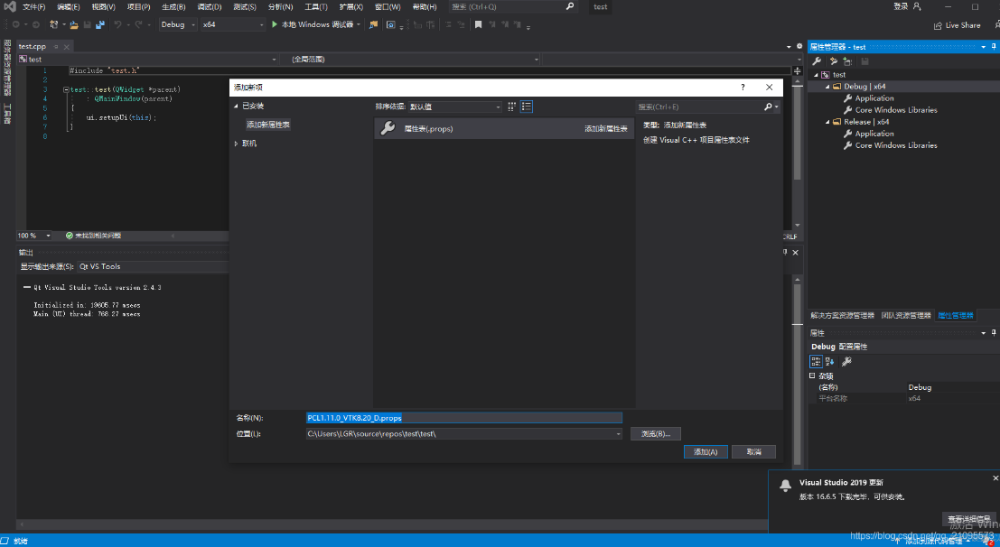 文件(F) 编辑(E) 视图(V) 项目(P) 生成(B) 调试(D) 测试(S) 分析(N) 工具(T) 扩展(X) 窗口(W) 帮助(H) 搜索 (Ctrl+Q) test 登录
Debug x64 本地 Windows 调试器 Live Share
test.cpp
test (全局范围)
1 #include "test.h"
2
3 test::test(QWidget *parent)
4 : QMainWindow(parent)
5 {
6 ui.setupUi(this);
7 }
8
100 % 未找到相关问题 CRLF
输出
显示输出来源(S): Qt VS Tools
Qt Visual Studio Tools version 2.4.3
Initialized in: 19605.77 msecs
Main (UI) thread: 768.27 msecs
添加新项 ?
已安装
添加新属性表
联机
排序依据: 默认值
搜索(Ctrl+E)
属性表(.props) 添加新属性表
类型: 添加新属性表
创建 Visual C++ 项目属性表文件
名称(N): PCL1.11.0_VTK8.20_D.props
位置(L): C:\Users\LGR\source\repos\test\test\ 浏览(B)...
添加(A) 取消
属性管理器 - test
test
Debug | x64
Application
Core Windows Libraries
Release | x64
Application
Core Windows Libraries
解决方案资源管理器 团队资源管理器 属性管理器
属性
Debug 配置属性
杂项
(名称) Debug
平台名称 x64
Visual Studio 2019 更新
版本 16.6.5 下载完毕，可供安装。
查看详细信息
就绪
添加到源代码管理
2
https://blog.csdn.net/qq_21095573